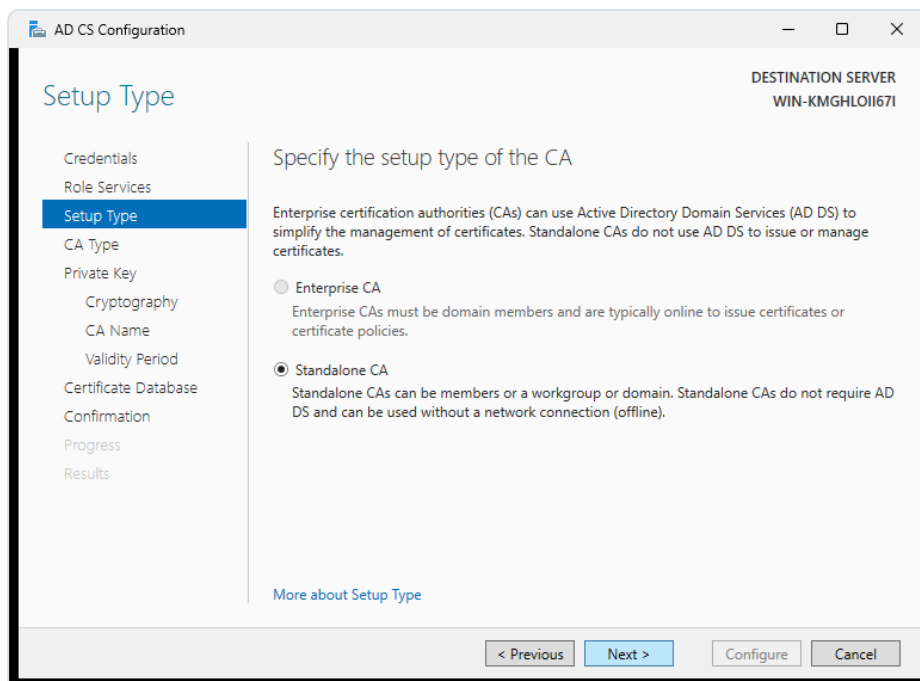 AD CS Configuration
Setup Type
DESTINATION SERVER
WIN-KMGHLOII67I
Credentials
Role Services
Setup Type
CA Type
Private Key
Cryptography
CA Name
Validity Period
Certificate Database
Confirmation
Progress
Results
Specify the setup type of the CA
Enterprise certification authorities (CAs) can use Active Directory Domain Services (AD DS) to
simplify the management of certificates. Standalone CAs do not use AD DS to issue or manage
certificates.
Enterprise CA
Enterprise CAs must be domain members and are typically online to issue certificates or
certificate policies.
Standalone CA
Standalone CAs can be members or a workgroup or domain. Standalone CAs do not require AD
DS and can be used without a network connection (offline).
More about Setup Type
< Previous
Next >
Configure
Cancel